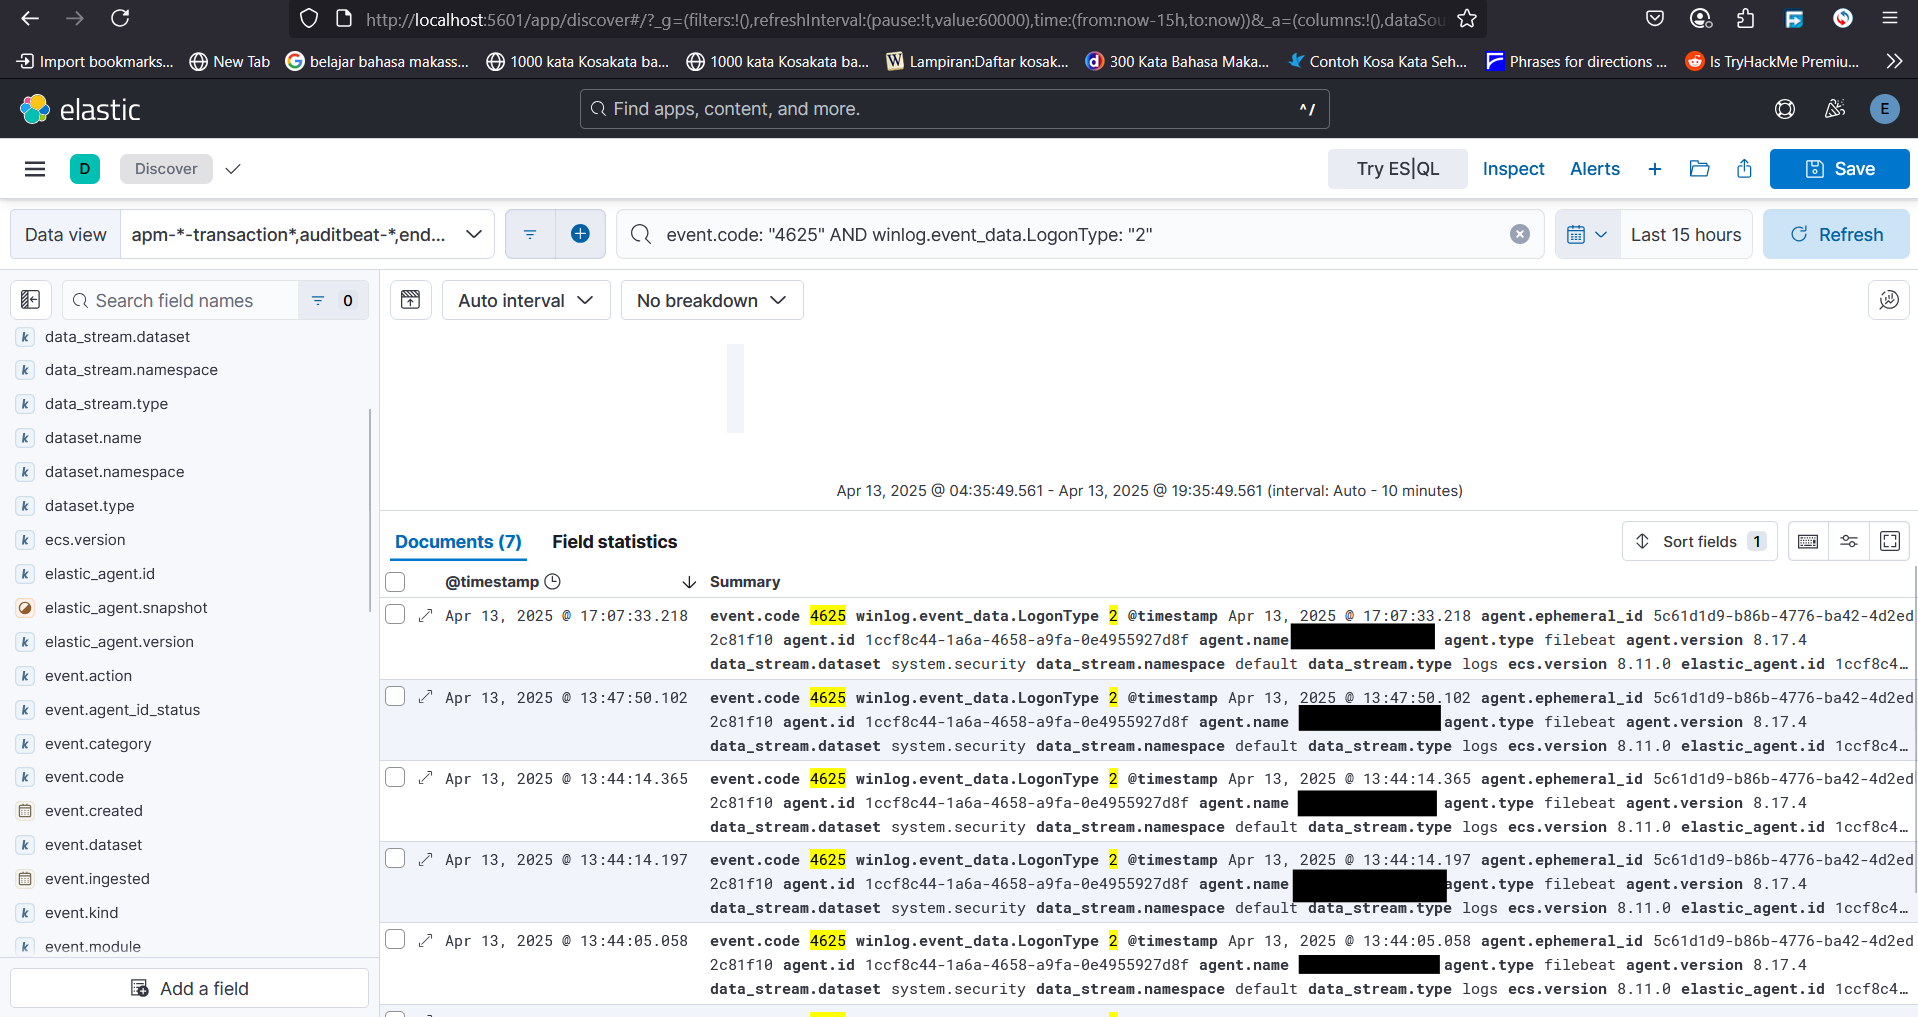 http://localhost:5601/app/discover#/?_g=(filters:!(),refreshInterval:(pause:!t,value:60000),time:(from:now-15h,to:now))&_a=(columns:!(),dataSou
Import bookmarks... New Tab belajar bahasa makass... 1000 kata Kosakata ba... 1000 kata Kosakata ba... Lampiran:Daftar kosak... 300 Kata Bahasa Maka... Contoh Kosa Kata Seh... Phrases for directions ... Is TryHackMe Premiu...
elastic Find apps, content, and more. ^/ E
D Discover Try ES|QL Inspect Alerts + Save
Data view apm-*-transaction*,auditbeat-*,end... event.code: "4625" AND winlog.event_data.LogonType: "2" Last 15 hours Refresh
Search field names 0 Auto interval No breakdown
data_stream.dataset
data_stream.namespace
data_stream.type
dataset.name
dataset.namespace
dataset.type
ecs.version
elastic_agent.id
elastic_agent.snapshot
elastic_agent.version
event.action
event.agent_id_status
event.category
event.code
event.created
event.dataset
event.ingested
event.kind
event.module
Add a field
Apr 13, 2025 @ 04:35:49.561 - Apr 13, 2025 @ 19:35:49.561 (interval: Auto - 10 minutes)
Documents (7) Field statistics Sort fields 1
@timestamp Summary
Apr 13, 2025 @ 17:07:33.218 event.code 4625 winlog.event_data.LogonType 2 @timestamp Apr 13, 2025 @ 17:07:33.218 agent.ephemeral_id 5c61d1d9-b86b-4776-ba42-4d2ed
2c81f10 agent.id 1ccf8c44-1a6a-4658-a9fa-0e4955927d8f agent.name agent.type filebeat agent.version 8.17.4
data_stream.dataset system.security data_stream.namespace default data_stream.type logs ecs.version 8.11.0 elastic_agent.id 1ccf8c4…
Apr 13, 2025 @ 13:47:50.102 event.code 4625 winlog.event_data.LogonType 2 @timestamp Apr 13, 2025 @ 13:47:50.102 agent.ephemeral_id 5c61d1d9-b86b-4776-ba42-4d2ed
2c81f10 agent.id 1ccf8c44-1a6a-4658-a9fa-0e4955927d8f agent.name agent.type filebeat agent.version 8.17.4
data_stream.dataset system.security data_stream.namespace default data_stream.type logs ecs.version 8.11.0 elastic_agent.id 1ccf8c4…
Apr 13, 2025 @ 13:44:14.365 event.code 4625 winlog.event_data.LogonType 2 @timestamp Apr 13, 2025 @ 13:44:14.365 agent.ephemeral_id 5c61d1d9-b86b-4776-ba42-4d2ed
2c81f10 agent.id 1ccf8c44-1a6a-4658-a9fa-0e4955927d8f agent.name agent.type filebeat agent.version 8.17.4
data_stream.dataset system.security data_stream.namespace default data_stream.type logs ecs.version 8.11.0 elastic_agent.id 1ccf8c4…
Apr 13, 2025 @ 13:44:14.197 event.code 4625 winlog.event_data.LogonType 2 @timestamp Apr 13, 2025 @ 13:44:14.197 agent.ephemeral_id 5c61d1d9-b86b-4776-ba42-4d2ed
2c81f10 agent.id 1ccf8c44-1a6a-4658-a9fa-0e4955927d8f agent.name agent.type filebeat agent.version 8.17.4
data_stream.dataset system.security data_stream.namespace default data_stream.type logs ecs.version 8.11.0 elastic_agent.id 1ccf8c4…
Apr 13, 2025 @ 13:44:05.058 event.code 4625 winlog.event_data.LogonType 2 @timestamp Apr 13, 2025 @ 13:44:05.058 agent.ephemeral_id 5c61d1d9-b86b-4776-ba42-4d2ed
2c81f10 agent.id 1ccf8c44-1a6a-4658-a9fa-0e4955927d8f agent.name agent.type filebeat agent.version 8.17.4
data_stream.dataset system.security data_stream.namespace default data_stream.type logs ecs.version 8.11.0 elastic_agent.id 1ccf8c4…